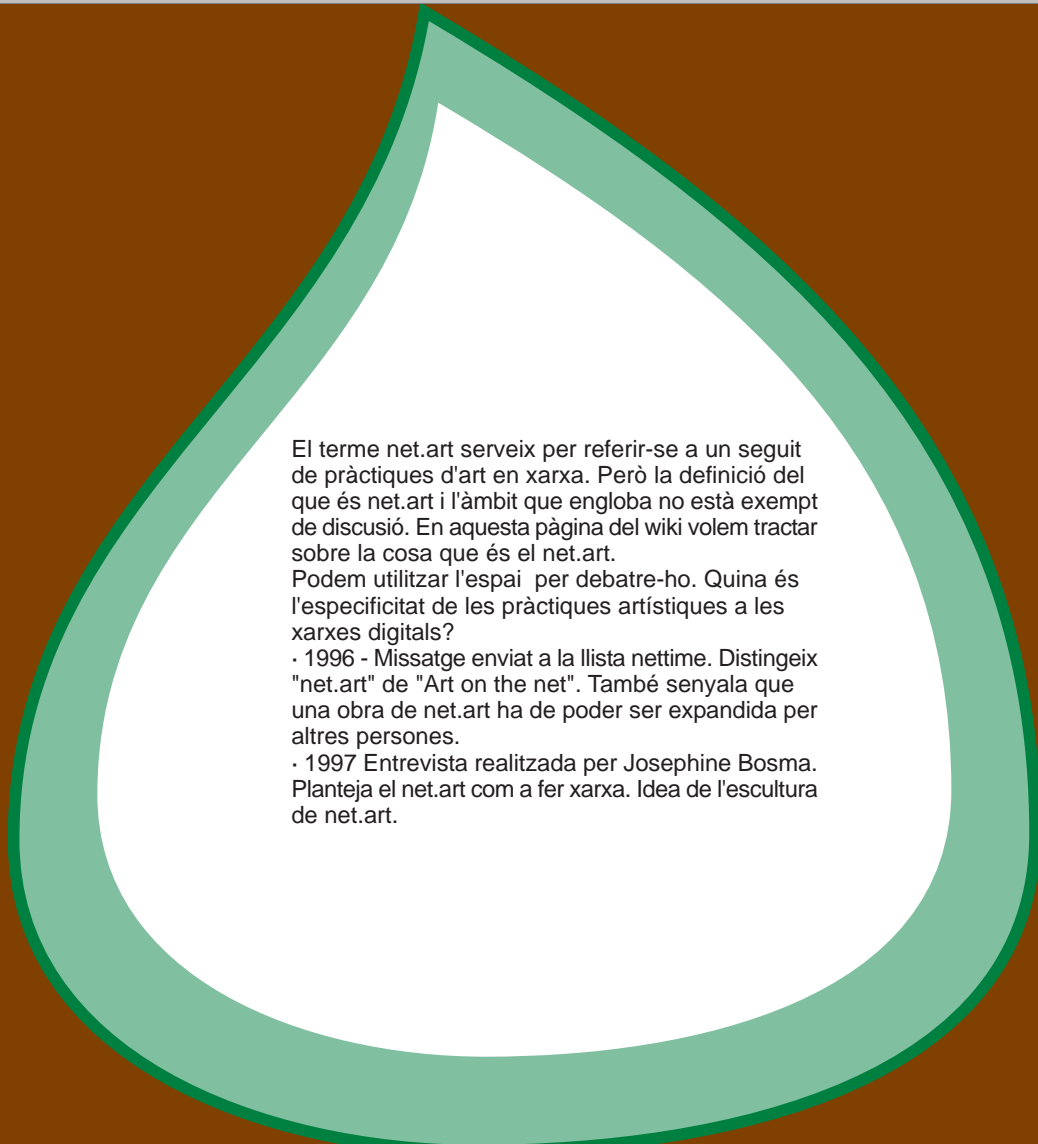 El terme net.art serveix per referir-se a un seguit
de pràctiques d'art en xarxa. Però la definició del
que és net.art i l'àmbit que engloba no està exempt
de discusió. En aquesta pàgina del wiki volem tractar
sobre la cosa que és el net.art.
Podem utilitzar l'espai  per debatre-ho. Quina és
l'especificitat de les pràctiques artístiques a les
xarxes digitals?
· 1996 - Missatge enviat a la llista nettime. Distingeix
"net.art" de "Art on the net". També senyala que
una obra de net.art ha de poder ser expandida per
altres persones.
· 1997 Entrevista realitzada per Josephine Bosma.
Planteja el net.art com a fer xarxa. Idea de l'escultura
de net.art.